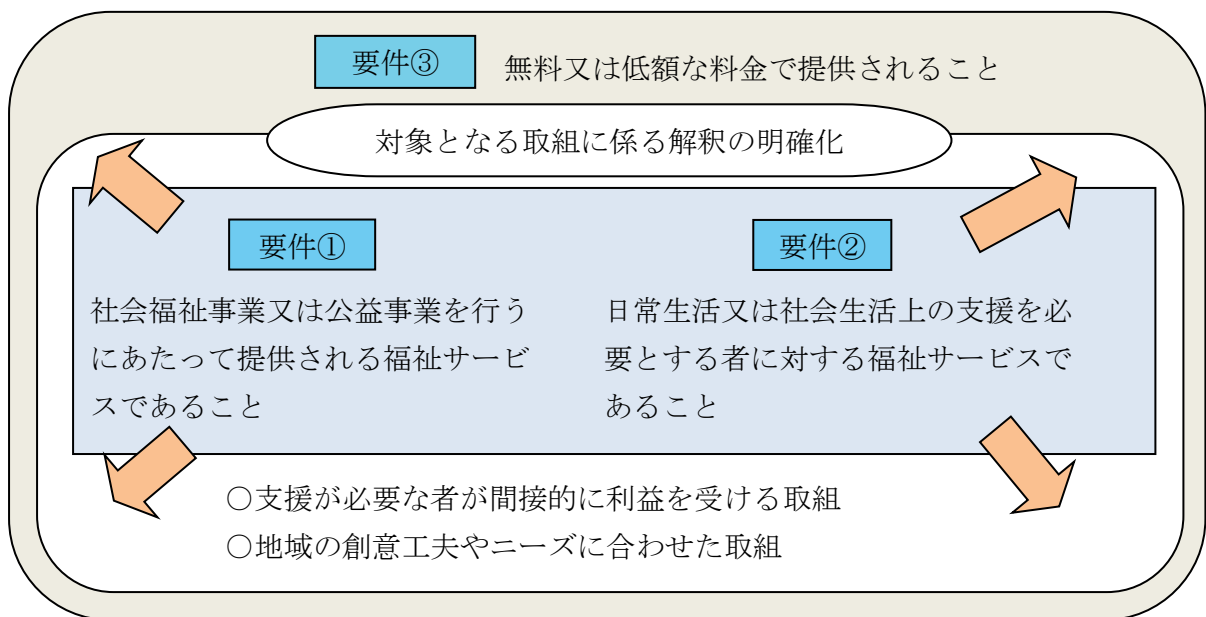 要件③
無料又は低額な料金で提供されること
対象となる取組に係る解釈の明確化
要件①
社会福祉事業又は公益事業を行う
にあたって提供される福祉サービ
スであること
要件②
日常生活又は社会生活上の支援を必
要とする者に対する福祉サービスで
あること
○支援が必要な者が間接的に利益を受ける取組
○地域の創意工夫やニーズに合わせた取組